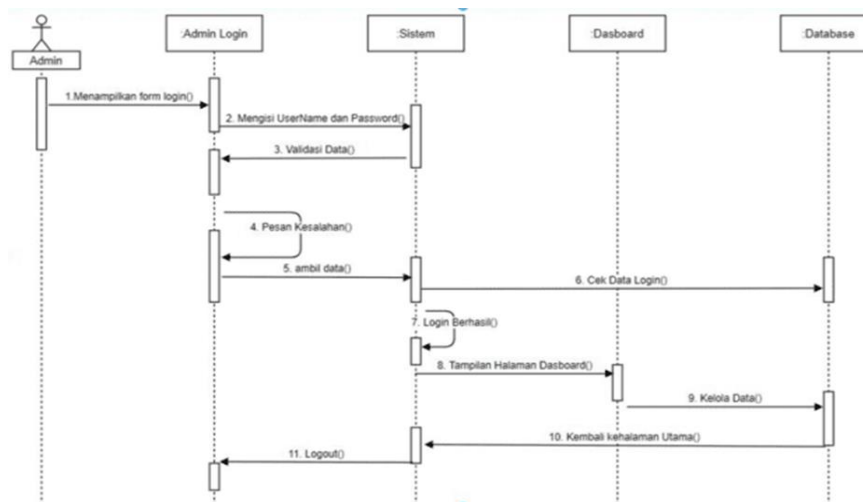 :Admin Login
:Sistem
:Dasboard
:Database
Admin
1.Menampilkan form login()
2. Mengisi UserName dan Password()
3. Validasi Data()
4. Pesan Kesalahan()
5. ambil data()
6. Cek Data Login()
7. Login Berhasil()
8. Tampilan Halaman Dasboard()
9. Kelola Data()
10. Kembali kehalaman Utama()
11. Logout()